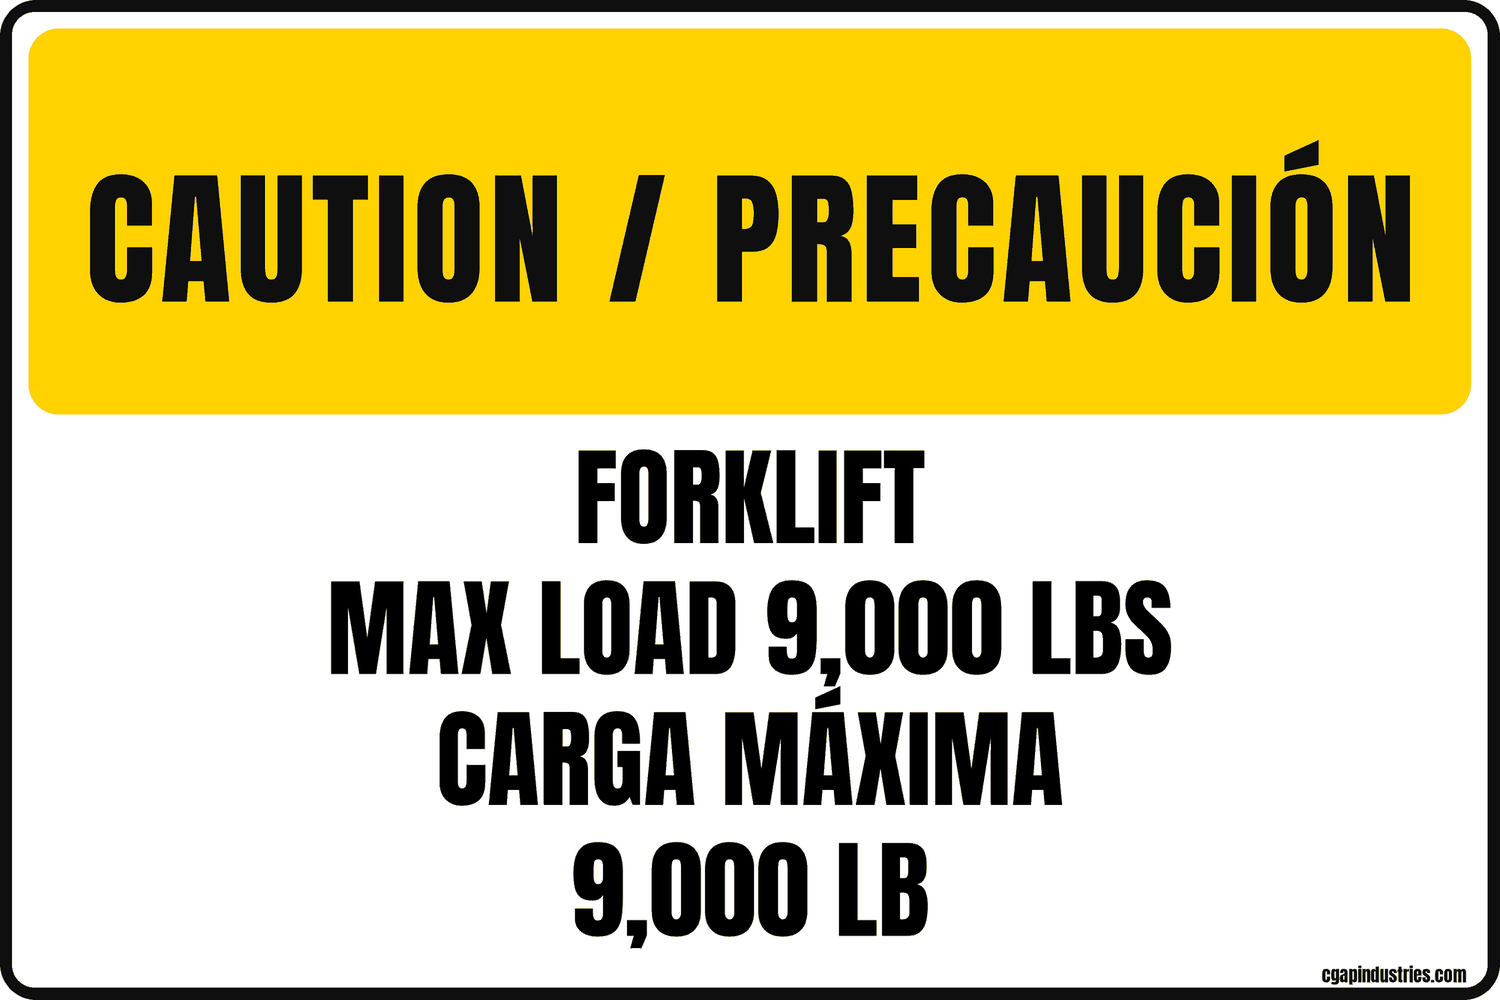 CAUTION / PRECAUCIÓN
FORKLIFT
MAX LOAD 9,000 LBS
CARGA MÁXIMA
9,000 LB
cgapindustries.com